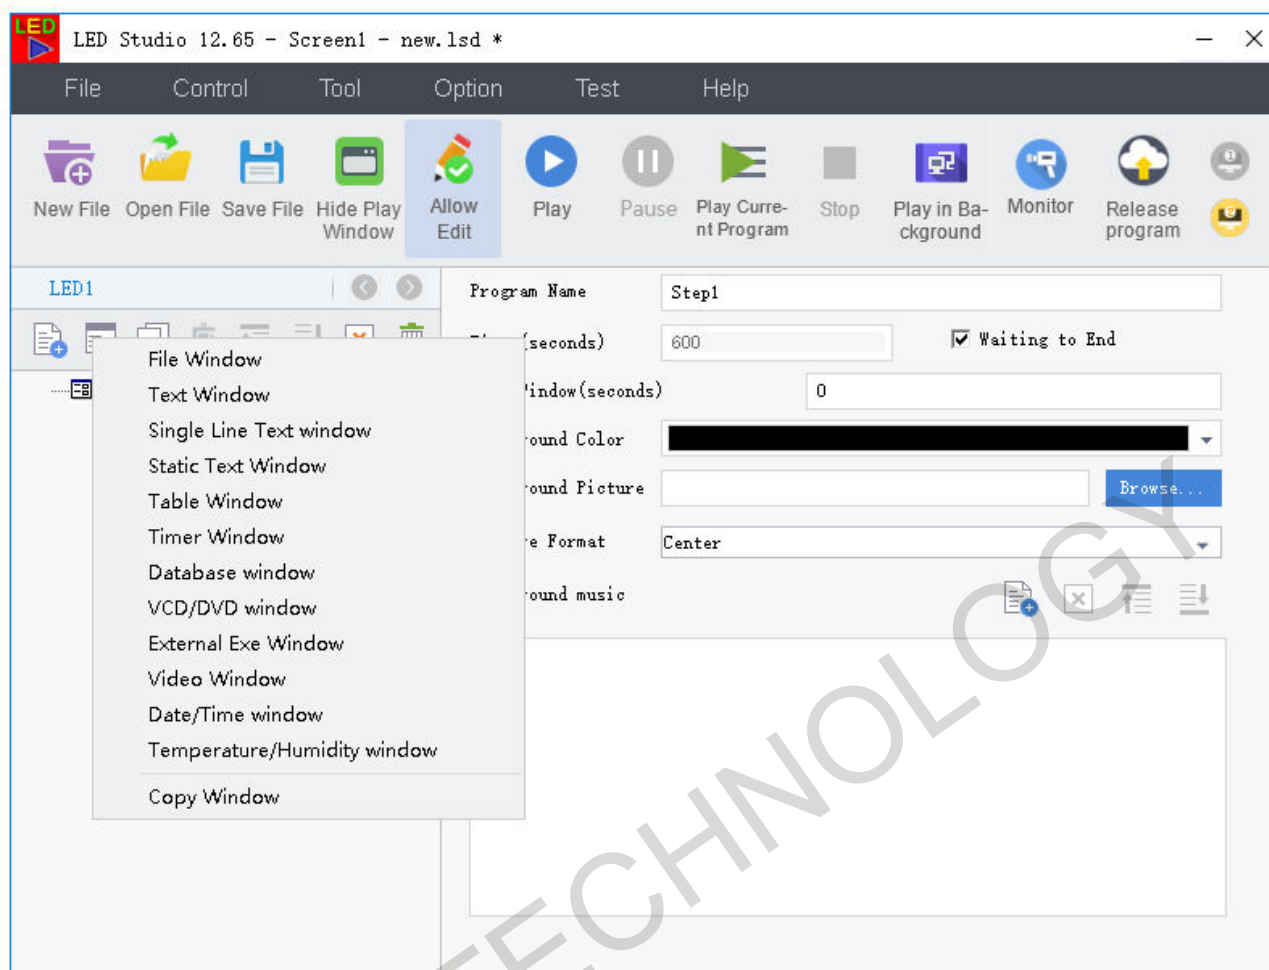 LED
LED Studio 12.65 - Screen1 - new.lsd *
File Control Tool Option Test Help
New File Open File Save File Hide Play Window Allow Edit Play Pause Play Curre- nt Program Stop Play in Ba- ckground Monitor Release program
LED1
Program Name Step1
(seconds) 600 Waiting to End
Window(seconds) 0
ound Color
ound Picture Browse...
e Format Center
ound music
File Window
Text Window
Single Line Text window
Static Text Window
Table Window
Timer Window
Database window
VCD/DVD window
External Exe Window
Video Window
Date/Time window
Temperature/Humidity window
Copy Window
TECHNOLOGY